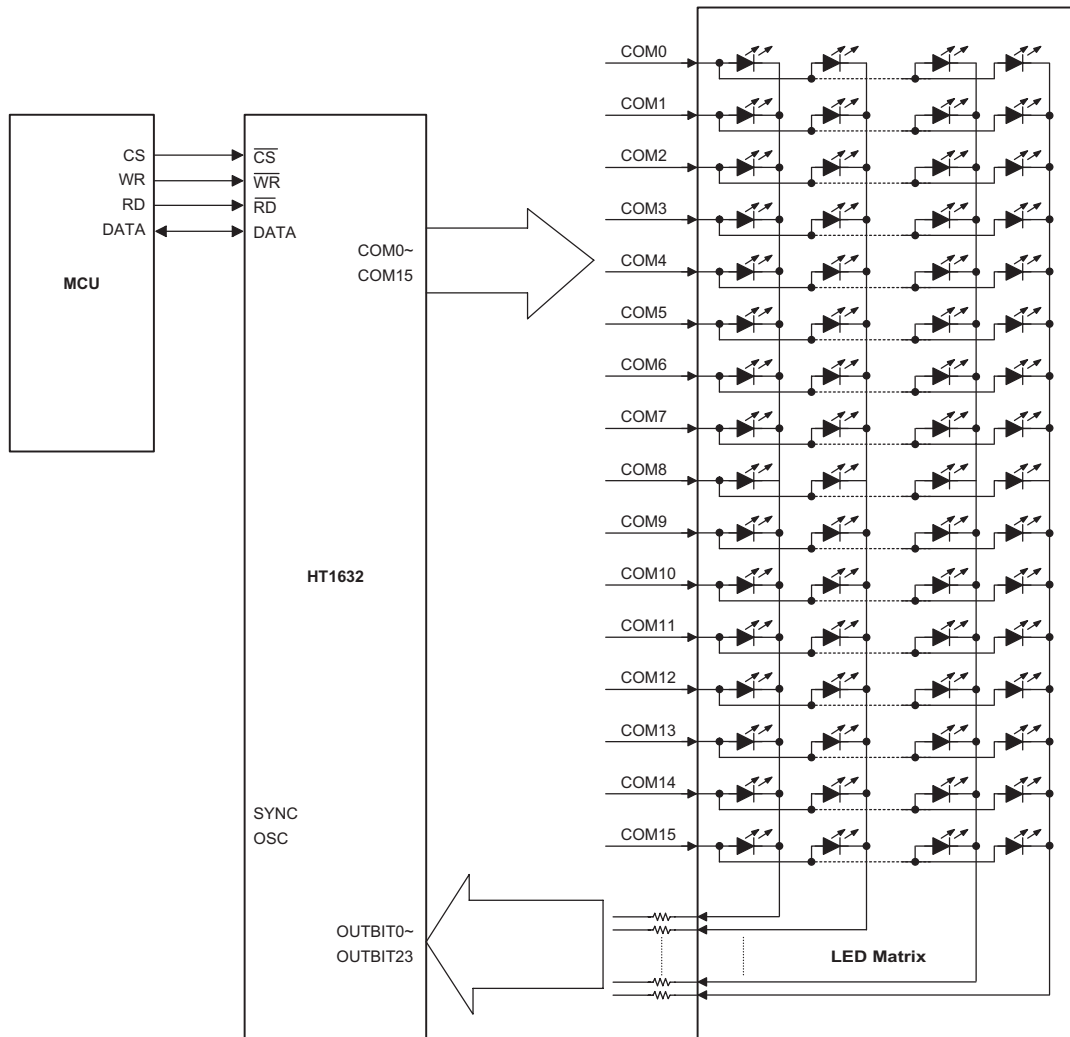 MCU
CS
WR
RD
DATA
CS
WR
RD
DATA
COM0~
COM15
HT1632
SYNC
OSC
OUTBIT0~
OUTBIT23
COM0
COM1
COM2
COM3
COM4
COM5
COM6
COM7
COM8
COM9
COM10
COM11
COM12
COM13
COM14
COM15
LED Matrix